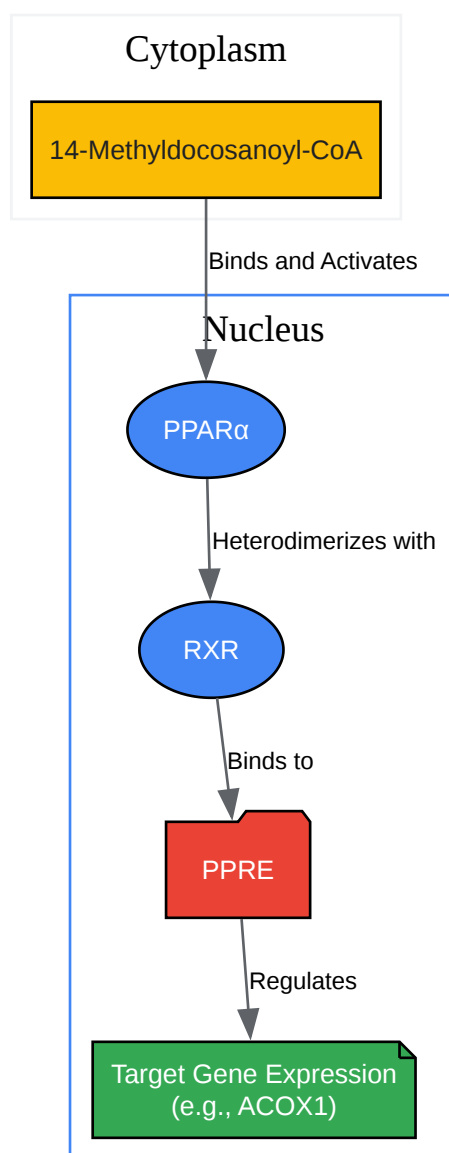 Cytoplasm
14-Methyldocosanoyl-CoA
Binds and Activates
Nucleus
PPARα
Heterodimerizes with
RXR
Binds to
PPRE
Regulates
Target Gene Expression
(e.g., ACOX1)